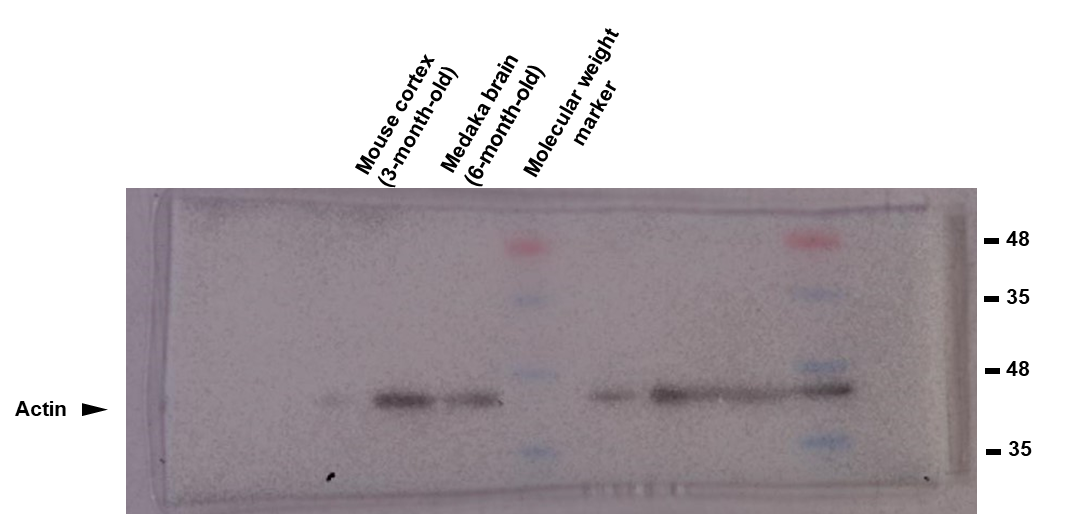 Mouse cortex
(3-month-old)
Medaka brain
(6-month-old)
Molecular weight
marker
48
35
48
Actin
35